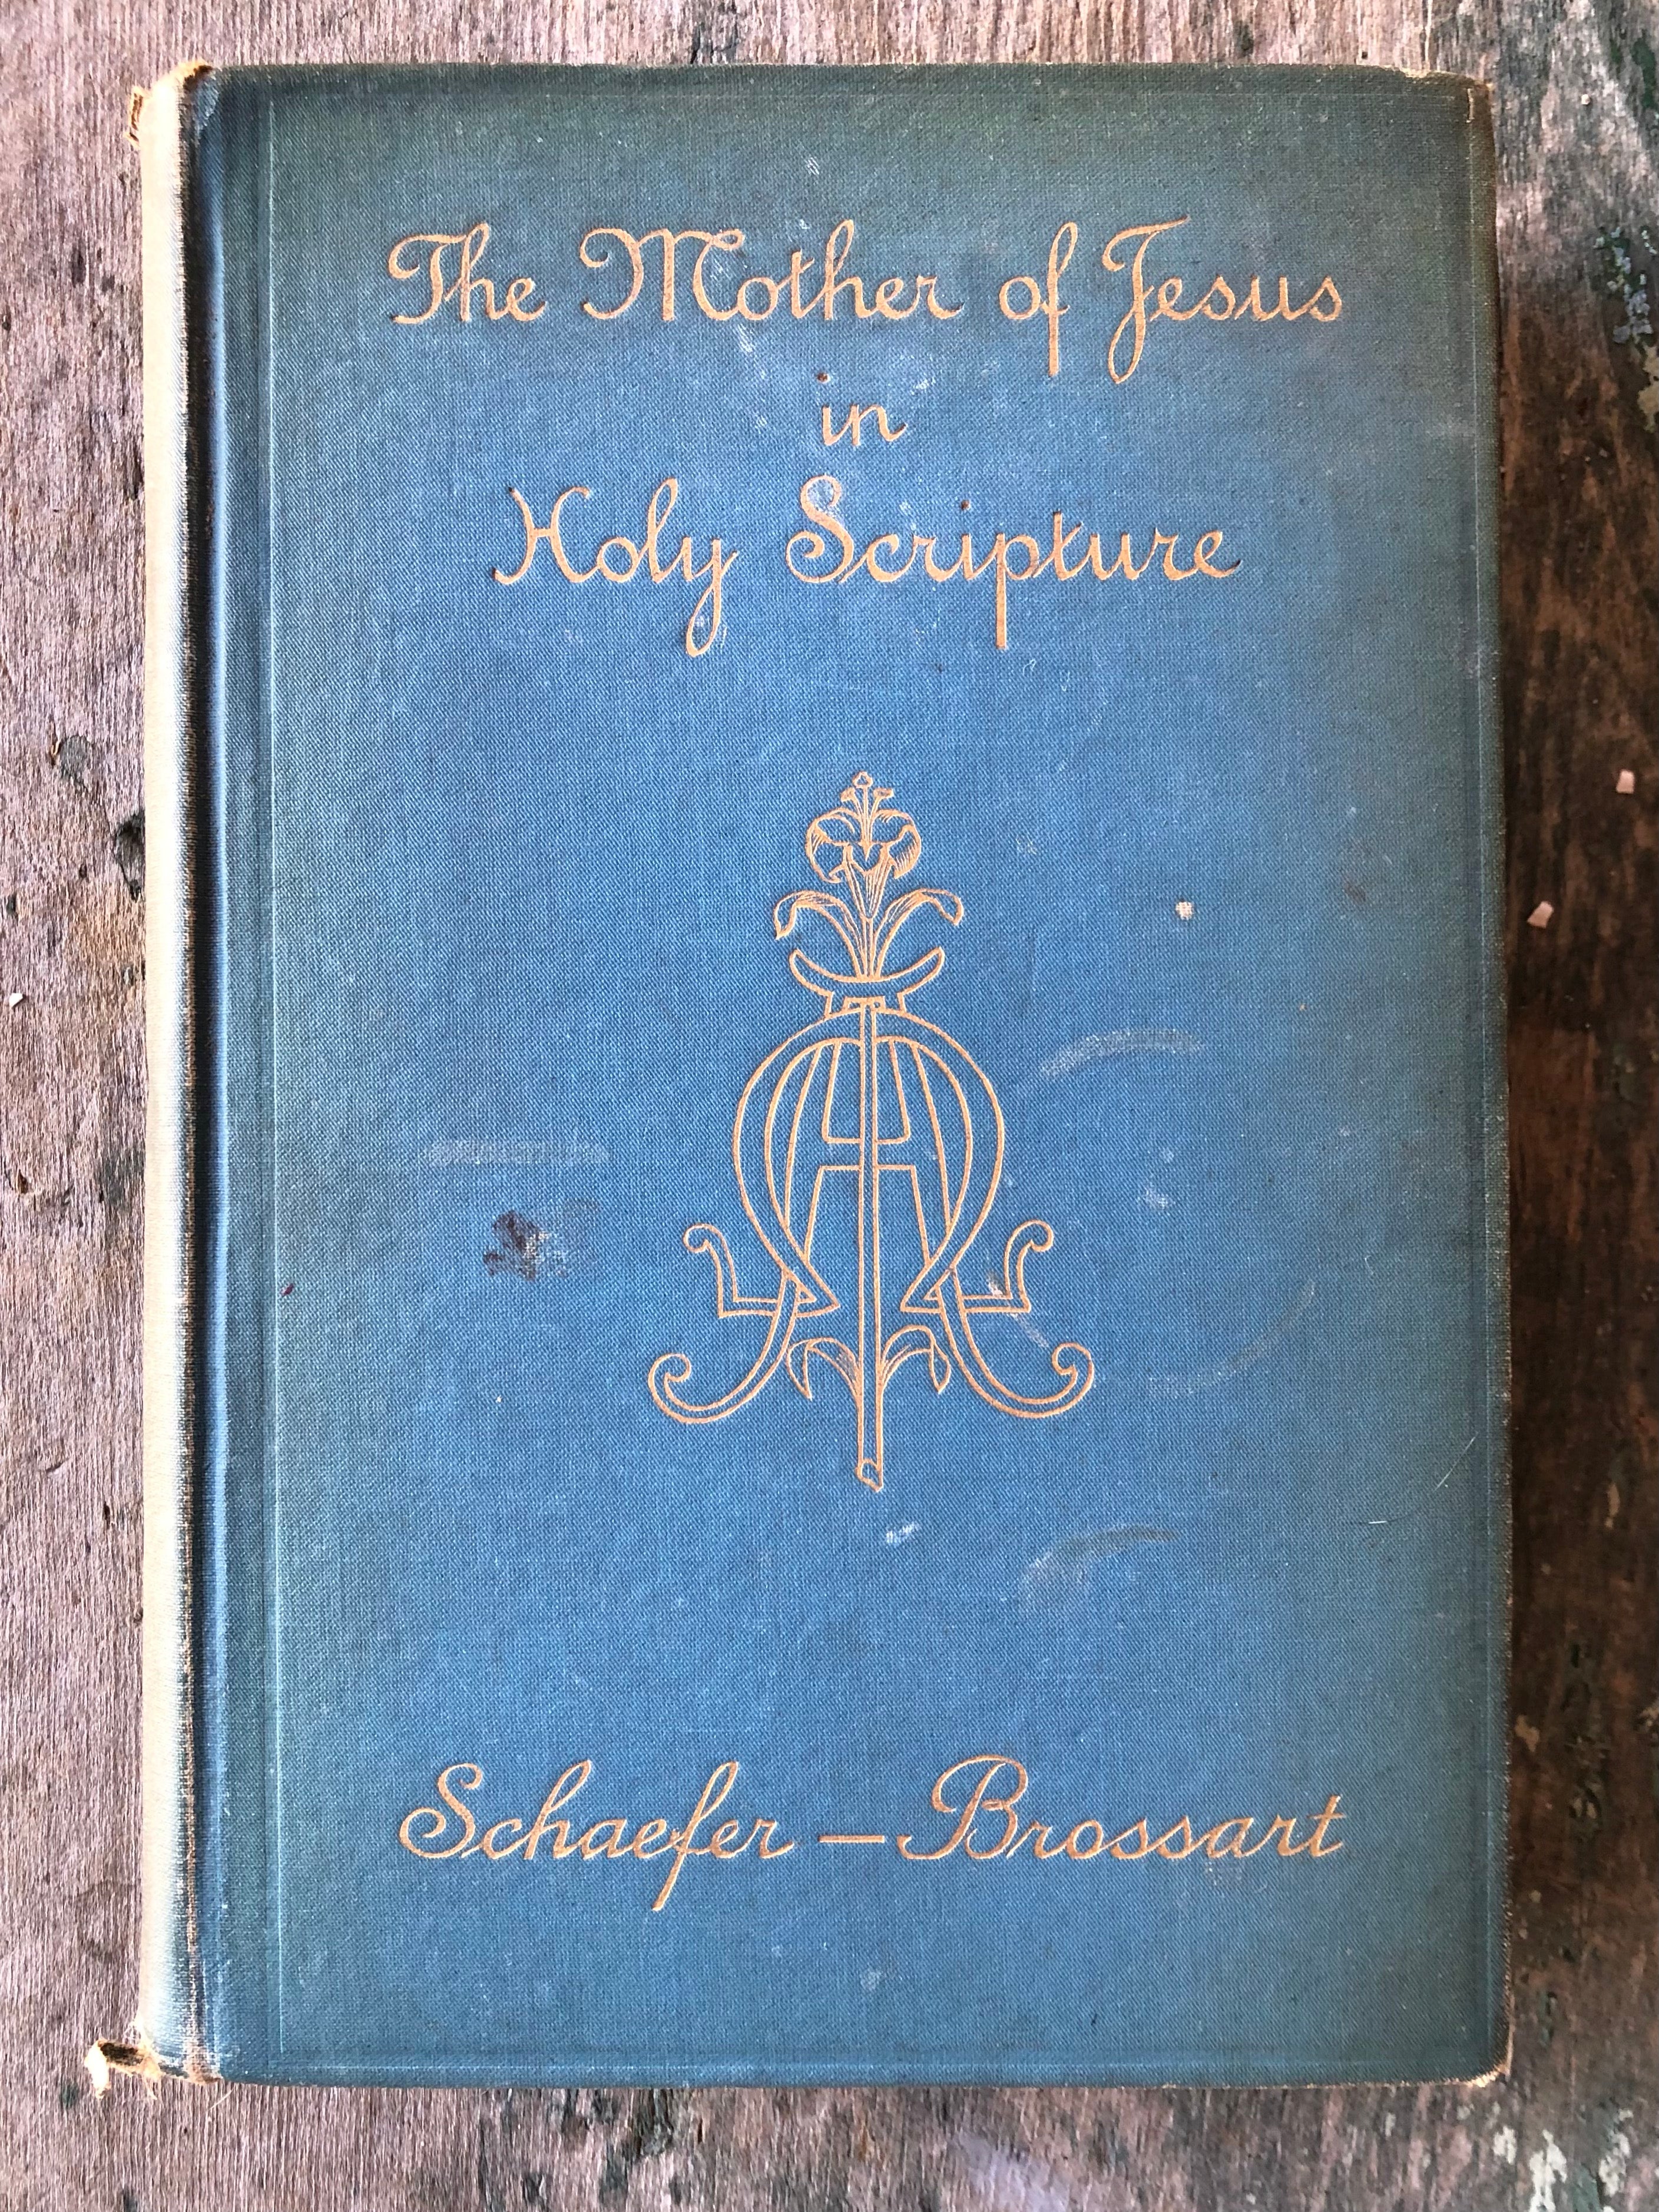 The Mother of Jesus
in
Holy Scripture
Schaefer — Brossart